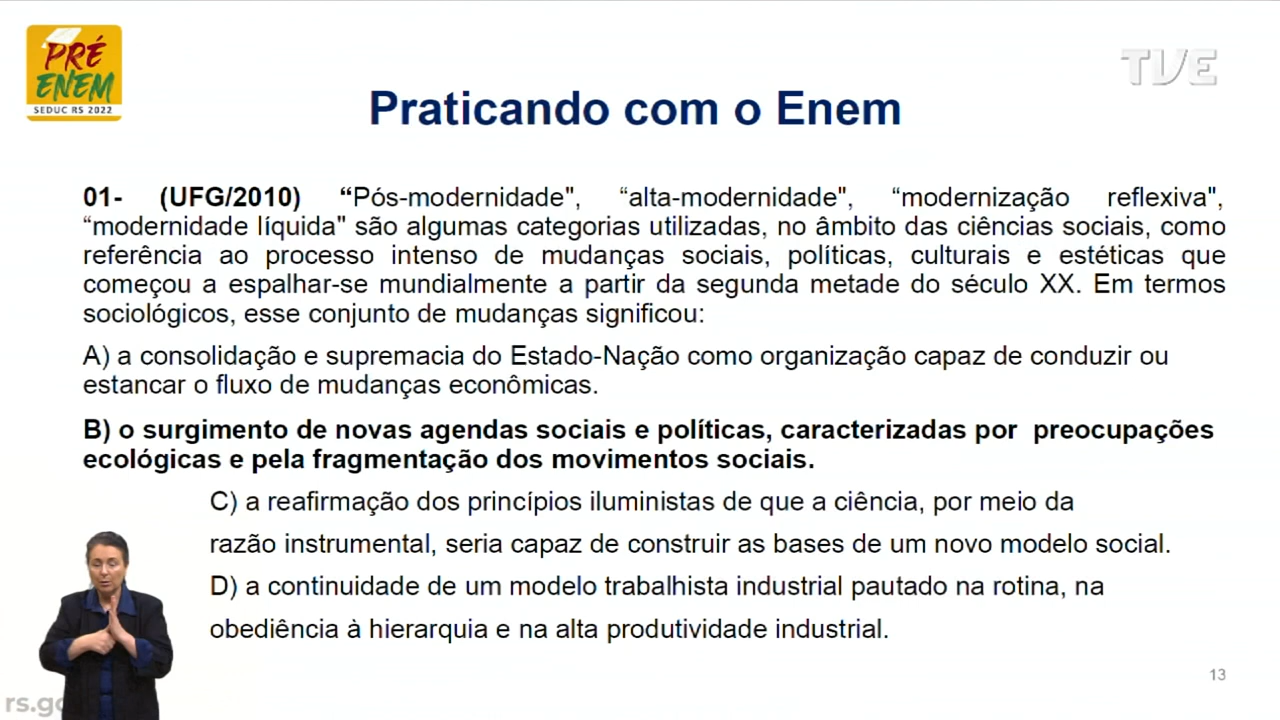 PRÉ
ENEM
SEDUC RS 2022
TVE
Praticando com o Enem
01- (UFG/2010) “Pós-modernidade", “alta-modernidade", “modernização reflexiva",
“modernidade líquida" são algumas categorias utilizadas, no âmbito das ciências sociais, como
referência ao processo intenso de mudanças sociais, políticas, culturais e estéticas que
começou a espalhar-se mundialmente a partir da segunda metade do século XX. Em termos
sociológicos, esse conjunto de mudanças significou:
A) a consolidação e supremacia do Estado-Nação como organização capaz de conduzir ou
estancar o fluxo de mudanças econômicas.
B) o surgimento de novas agendas sociais e políticas, caracterizadas por preocupações
ecológicas e pela fragmentação dos movimentos sociais.
C) a reafirmação dos princípios iluministas de que a ciência, por meio da
razão instrumental, seria capaz de construir as bases de um novo modelo social.
D) a continuidade de um modelo trabalhista industrial pautado na rotina, na
obediência à hierarquia e na alta produtividade industrial.
13